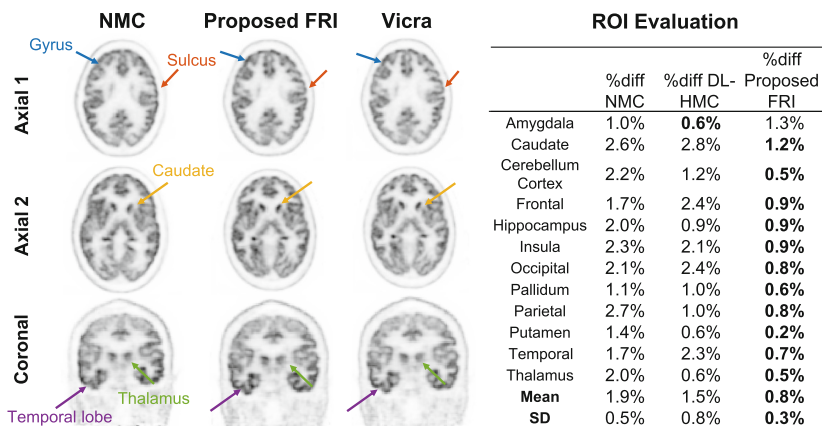 NMC
Proposed FRI
Vicra
Gyrus
Sulcus
Axial 1
Caudate
Axial 2
Thalamus
Temporal lobe
Coronal
ROI Evaluation
%diff NMC %diff DL-HMC %diff Proposed FRI
Amygdala 1.0% 0.6% 1.3%
Caudate 2.6% 2.8% 1.2%
Cerebellum Cortex 2.2% 1.2% 0.5%
Frontal 1.7% 2.4% 0.9%
Hippocampus 2.0% 0.9% 0.9%
Insula 2.3% 2.1% 0.9%
Occipital 2.1% 2.4% 0.8%
Pallidum 1.1% 1.0% 0.6%
Parietal 2.7% 1.0% 0.8%
Putamen 1.4% 0.6% 0.2%
Temporal 1.7% 2.3% 0.7%
Thalamus 2.0% 0.6% 0.5%
Mean 1.9% 1.5% 0.8%
SD 0.5% 0.8% 0.3%